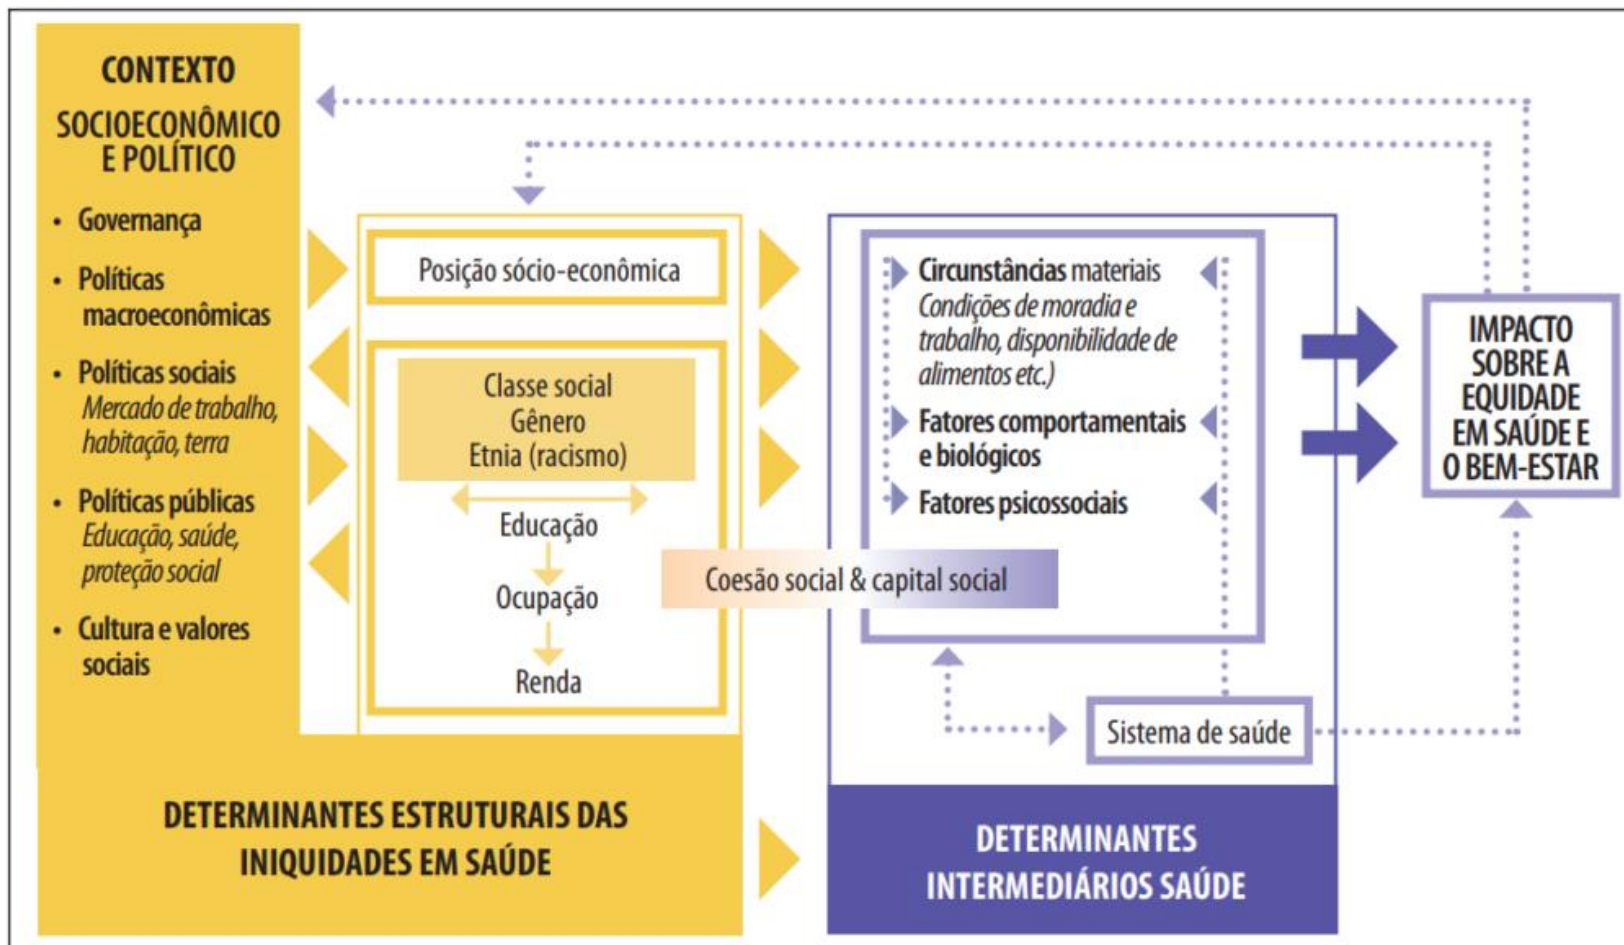 CONTEXTO
SOCIOECONÔMICO
E POLÍTICO
• Governança
• Políticas
macroeconômicas
• Políticas sociais
Mercado de trabalho,
habitação, terra
• Políticas públicas
Educação, saúde,
proteção social
• Cultura e valores
sociais
Posição sócio-econômica
Classe social
Gênero
Etnia (racismo)
Educação
Ocupação
Renda
Coesão social & capital social
Circunstâncias materiais
Condições de moradia e
trabalho, disponibilidade de
alimentos etc.)
Fatores comportamentais
e biológicos
Fatores psicossociais
Sistema de saúde
IMPACTO
SOBRE A
EQUIDADE
EM SAÚDE E
O BEM-ESTAR
DETERMINANTES ESTRUTURAIS DAS
INIQUIDADES EM SAÚDE
DETERMINANTES
INTERMEDIÁRIOS SAÚDE